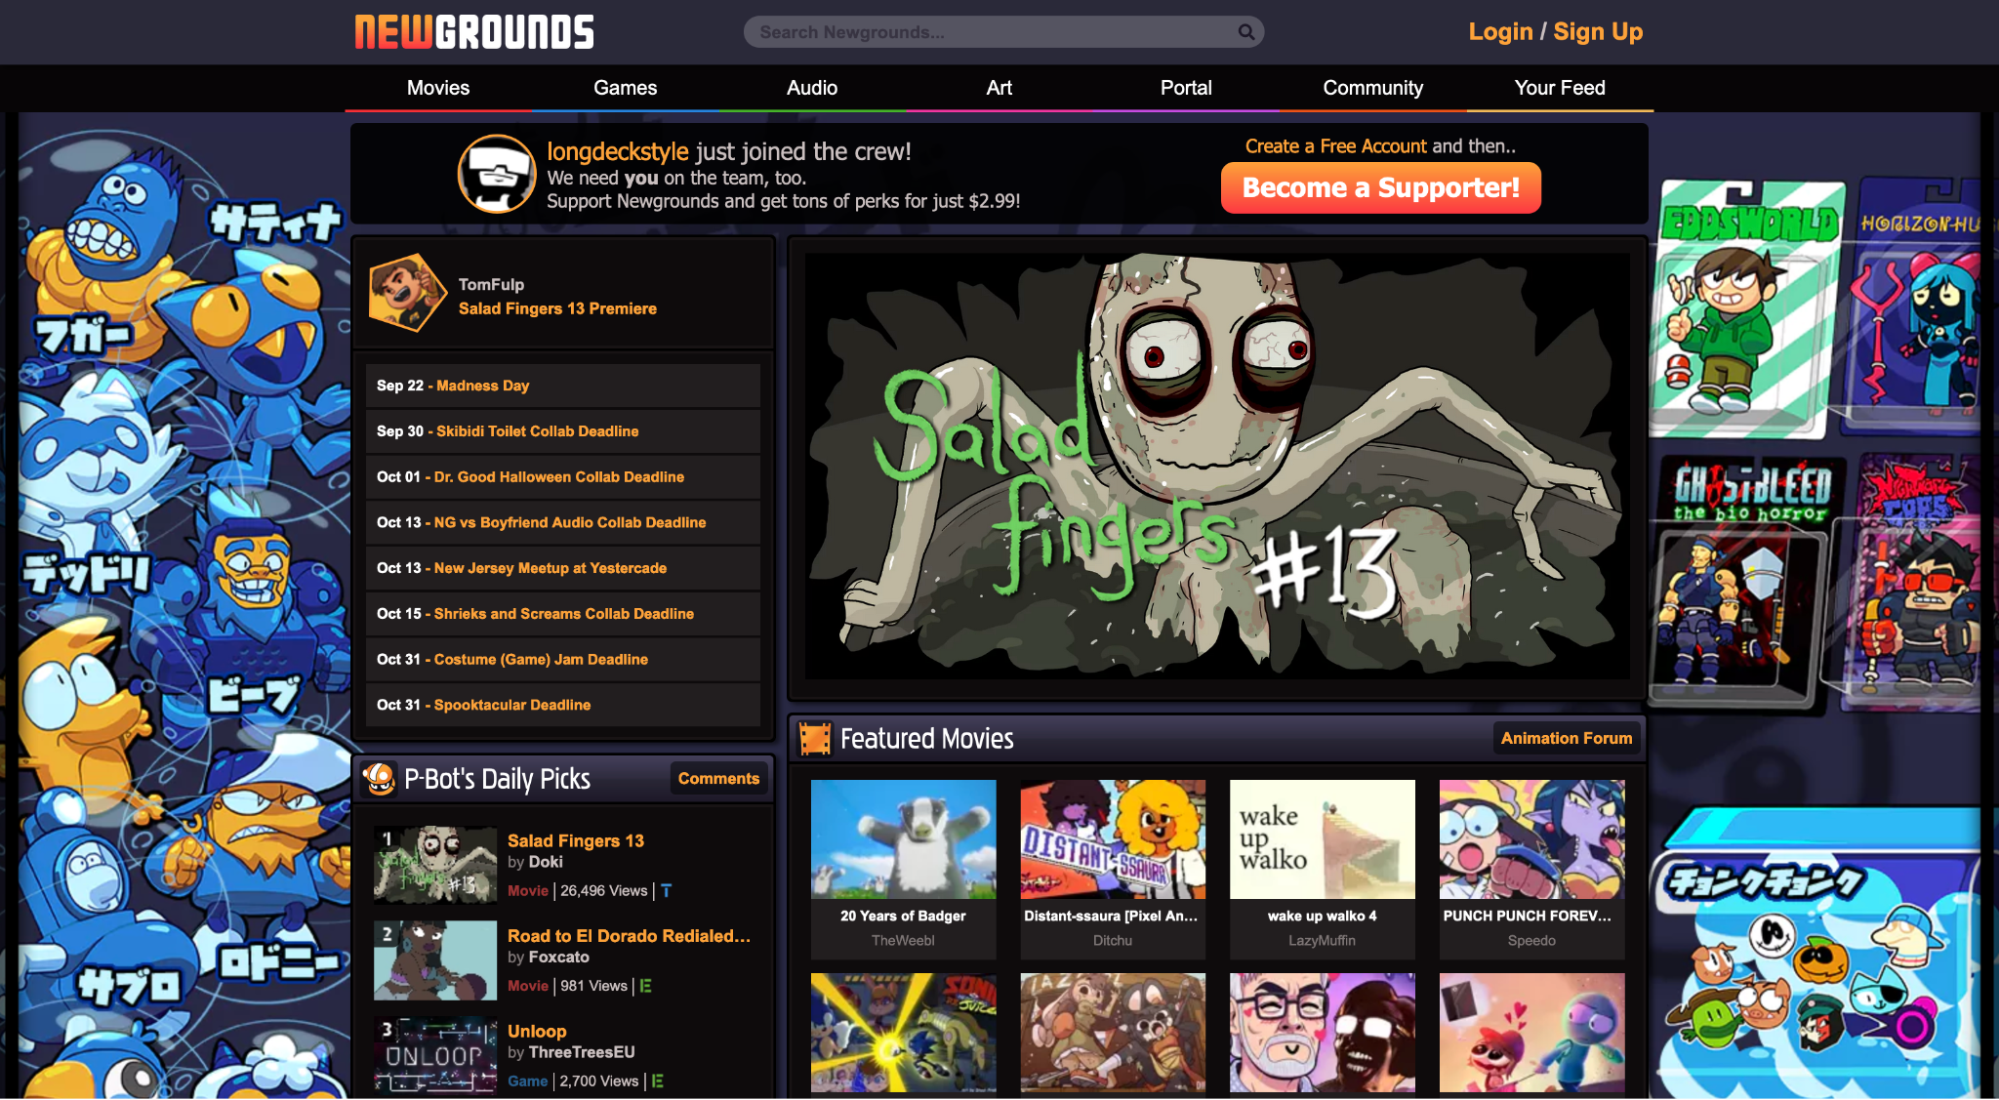 NEWGROUNDS
Search Newgrounds...
Login / Sign Up
Movies
Games
Audio
Art
Portal
Community
Your Feed
longdeckstyle just joined the crew!
We need you on the team, too.
Support Newgrounds and get tons of perks for just $2.99!
Create a Free Account and then..
Become a Supporter!
TomFulp
Salad Fingers 13 Premiere
Sep 22 - Madness Day
Sep 30 - Skibidi Toilet Collab Deadline
Oct 01 - Dr. Good Halloween Collab Deadline
Oct 13 - NG vs Boyfriend Audio Collab Deadline
Oct 13 - New Jersey Meetup at Yestercade
Oct 15 - Shrieks and Screams Collab Deadline
Oct 31 - Costume (Game) Jam Deadline
Oct 31 - Spooktacular Deadline
Salad
fingers
#13
P-Bot's Daily Picks
Comments
1
Salad
fingers #13
Salad Fingers 13
by Doki
Movie | 26,496 Views | T
2
Road to El Dorado Redialed...
by Foxcato
Movie | 981 Views | E
3
UNLOOP
Unloop
by ThreeTreesEU
Game | 2,700 Views | E
Featured Movies
Animation Forum
20 Years of Badger
TheWeebl
DISTANT-SSAURA
Distant-ssaura [Pixel An...
Ditchu
wake
up
walko
wake up walko 4
LazyMuffin
PUNCH PUNCH FOREV...
Speedo
サティナ
フガー
デッドリ
ビーブ
ロドニー
サブロ
EDDSWORLD
HORIZON-HU
GHOSTBLEED
the bio horror
チョンクチョンク